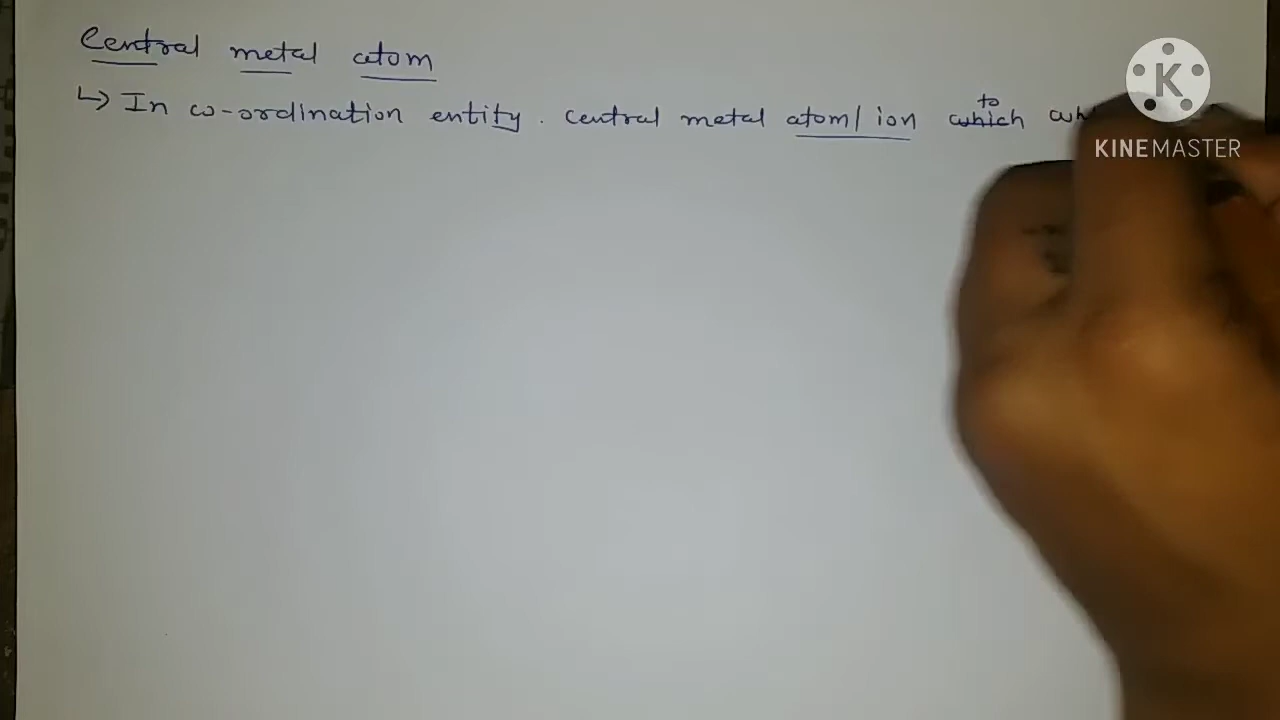 Central metal atom
↳ In co-ordination entity. central metal atom/ion to which
K
KINEMASTER